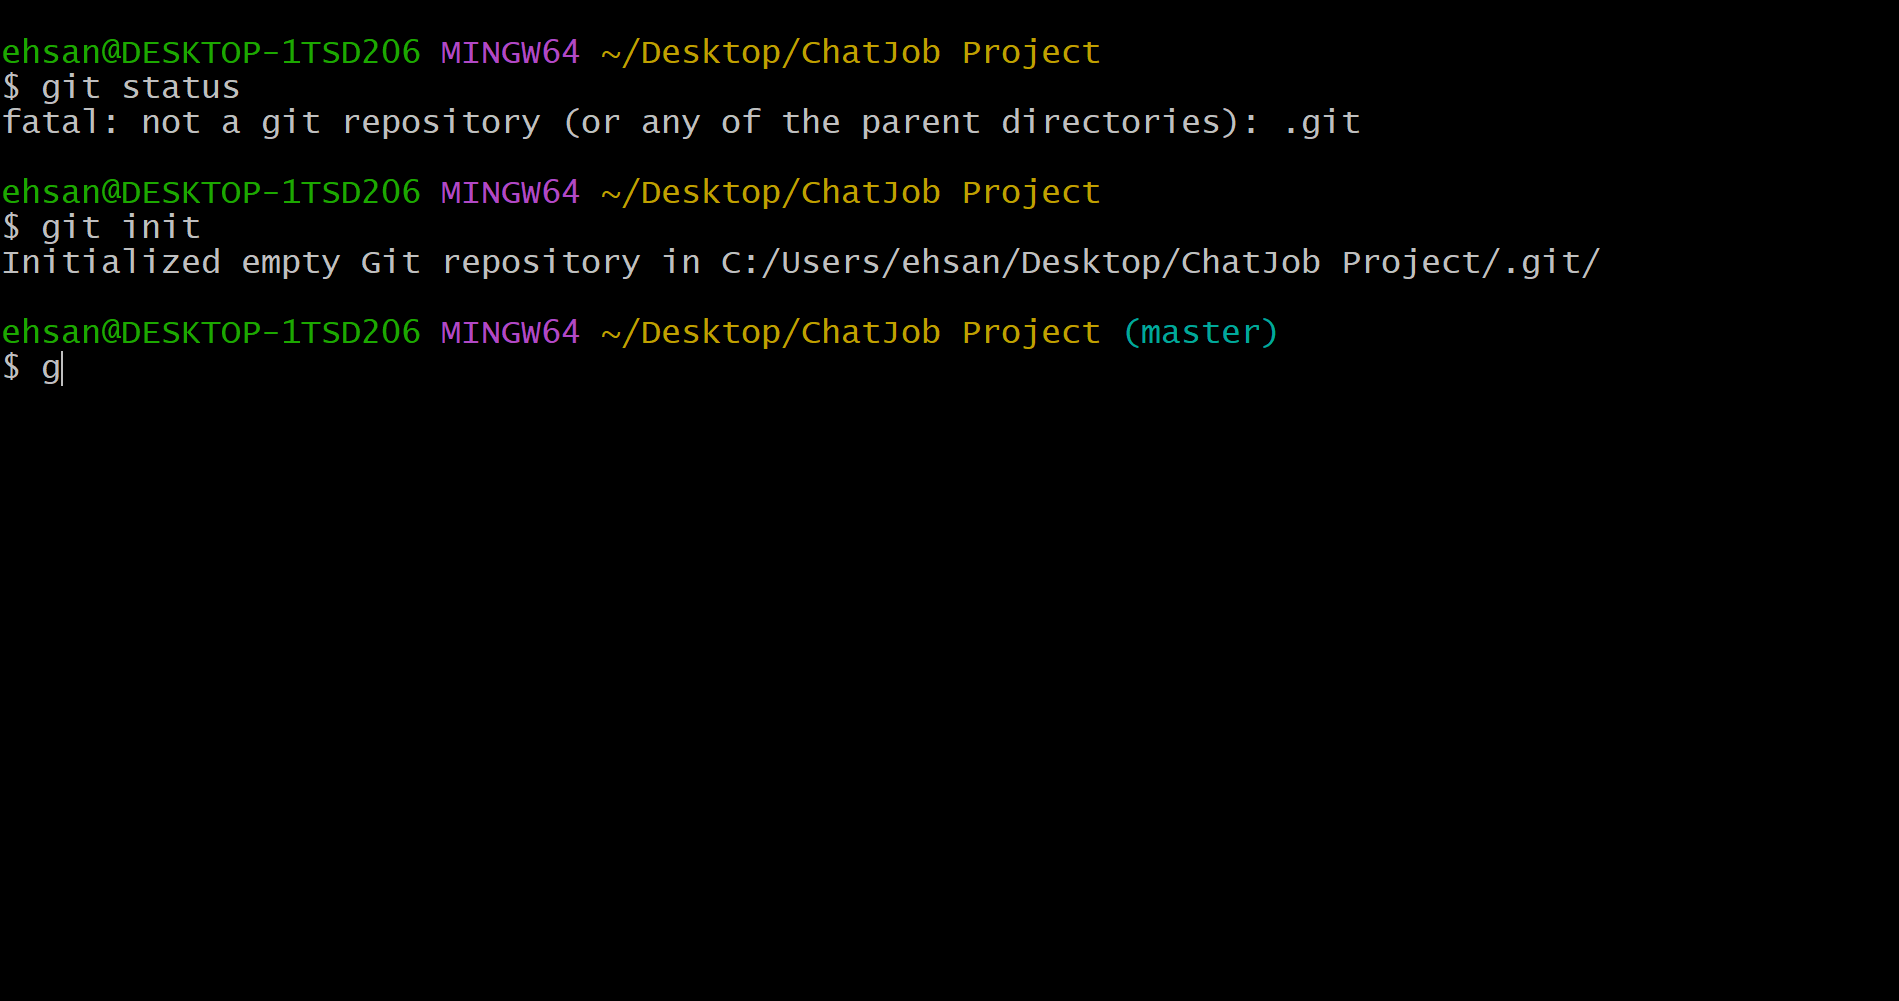 ehsan@DESKTOP-1TSD206 MINGW64 ~/Desktop/ChatJob Project
$ git status
fatal: not a git repository (or any of the parent directories): .git
ehsan@DESKTOP-1TSD206 MINGW64 ~/Desktop/ChatJob Project
$ git init
Initialized empty Git repository in C:/Users/ehsan/Desktop/ChatJob Project/.git/
ehsan@DESKTOP-1TSD206 MINGW64 ~/Desktop/ChatJob Project (master)
$ g